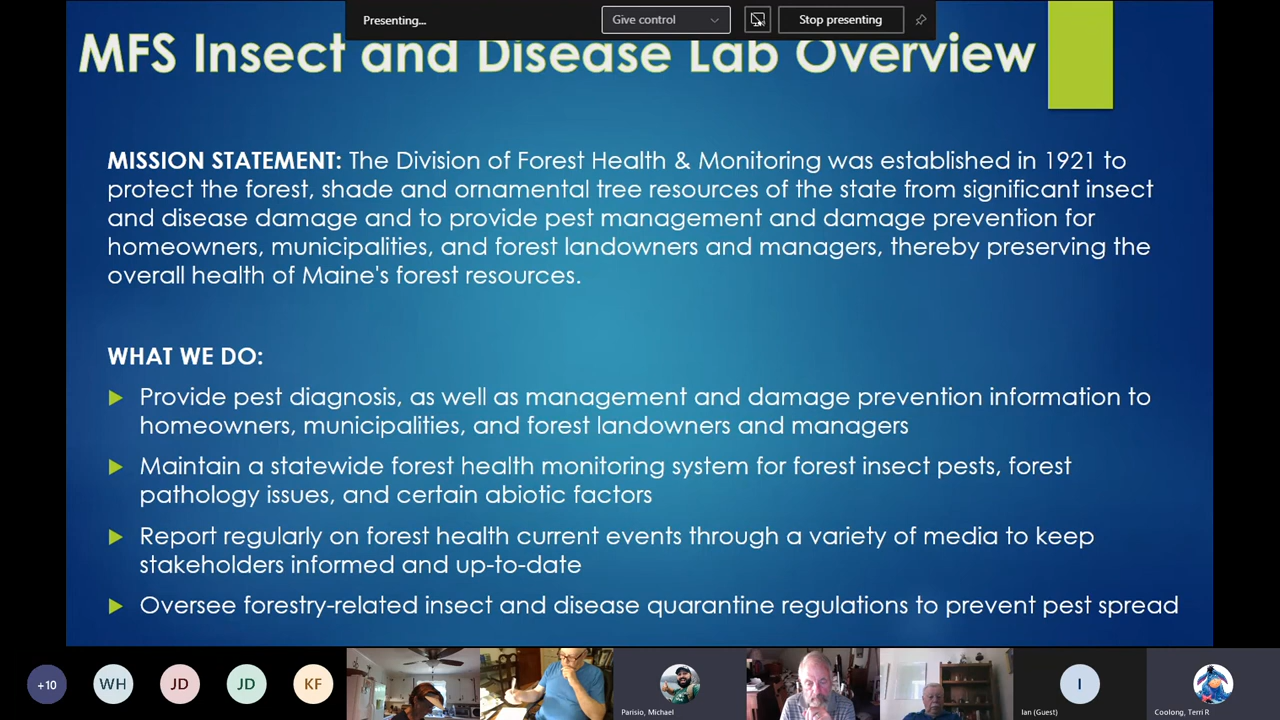 Presenting...
Give control
Stop presenting
MFS Insect and Disease Lab Overview
MISSION STATEMENT: The Division of Forest Health & Monitoring was established in 1921 to
protect the forest, shade and ornamental tree resources of the state from significant insect
and disease damage and to provide pest management and damage prevention for
homeowners, municipalities, and forest landowners and managers, thereby preserving the
overall health of Maine's forest resources.
WHAT WE DO:
Provide pest diagnosis, as well as management and damage prevention information to
homeowners, municipalities, and forest landowners and managers
Maintain a statewide forest health monitoring system for forest insect pests, forest
pathology issues, and certain abiotic factors
Report regularly on forest health current events through a variety of media to keep
stakeholders informed and up-to-date
Oversee forestry-related insect and disease quarantine regulations to prevent pest spread
+10
WH
JD
JD
KF
Parisio, Michael
I
Ian (Guest)
Coolong, Terri R